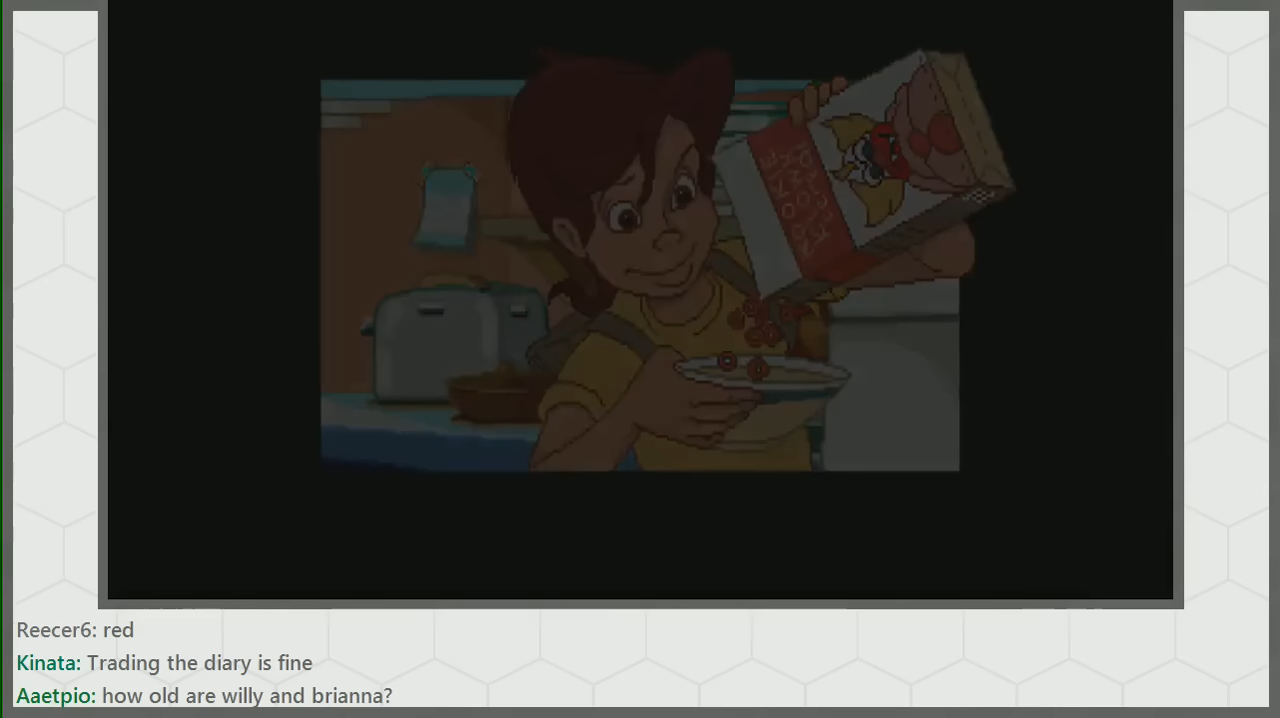 Reecer6: red
Kinata: Trading the diary is fine
Aaetpio: how old are willy and brianna?